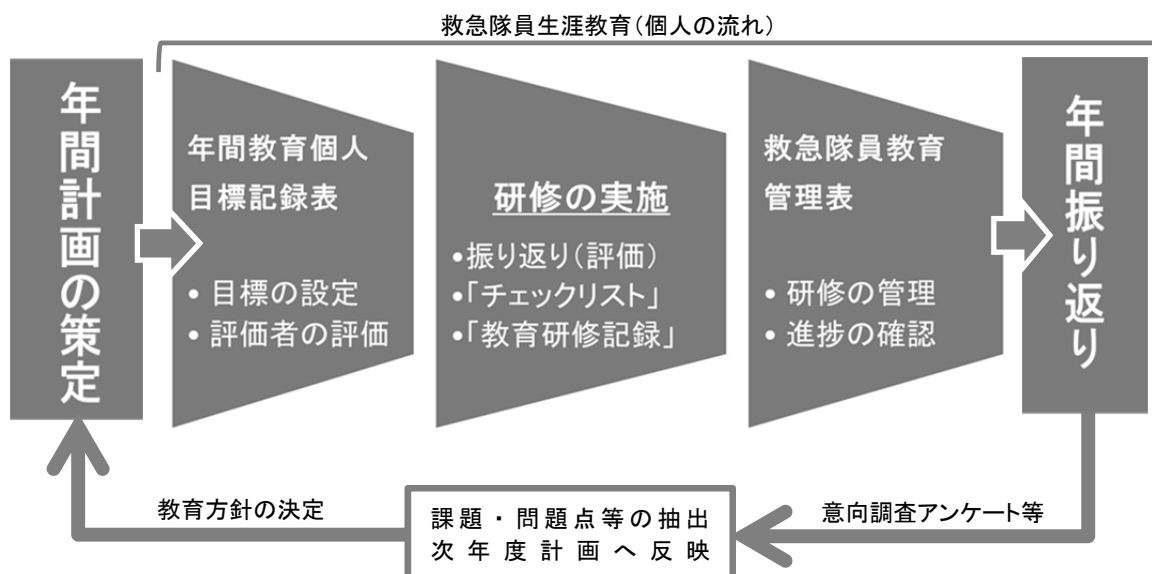 救急隊員生涯教育（個人の流れ）
年間計画の策定
年間教育個人
目標記録表
• 目標の設定
• 評価者の評価
研修の実施
•振り返り（評価）
•「チェックリスト」
•「教育研修記録」
救急隊員教育
管理表
• 研修の管理
• 進捗の確認
年間振り返り
教育方針の決定
課題・問題点等の抽出
次年度計画へ反映
意向調査アンケート等